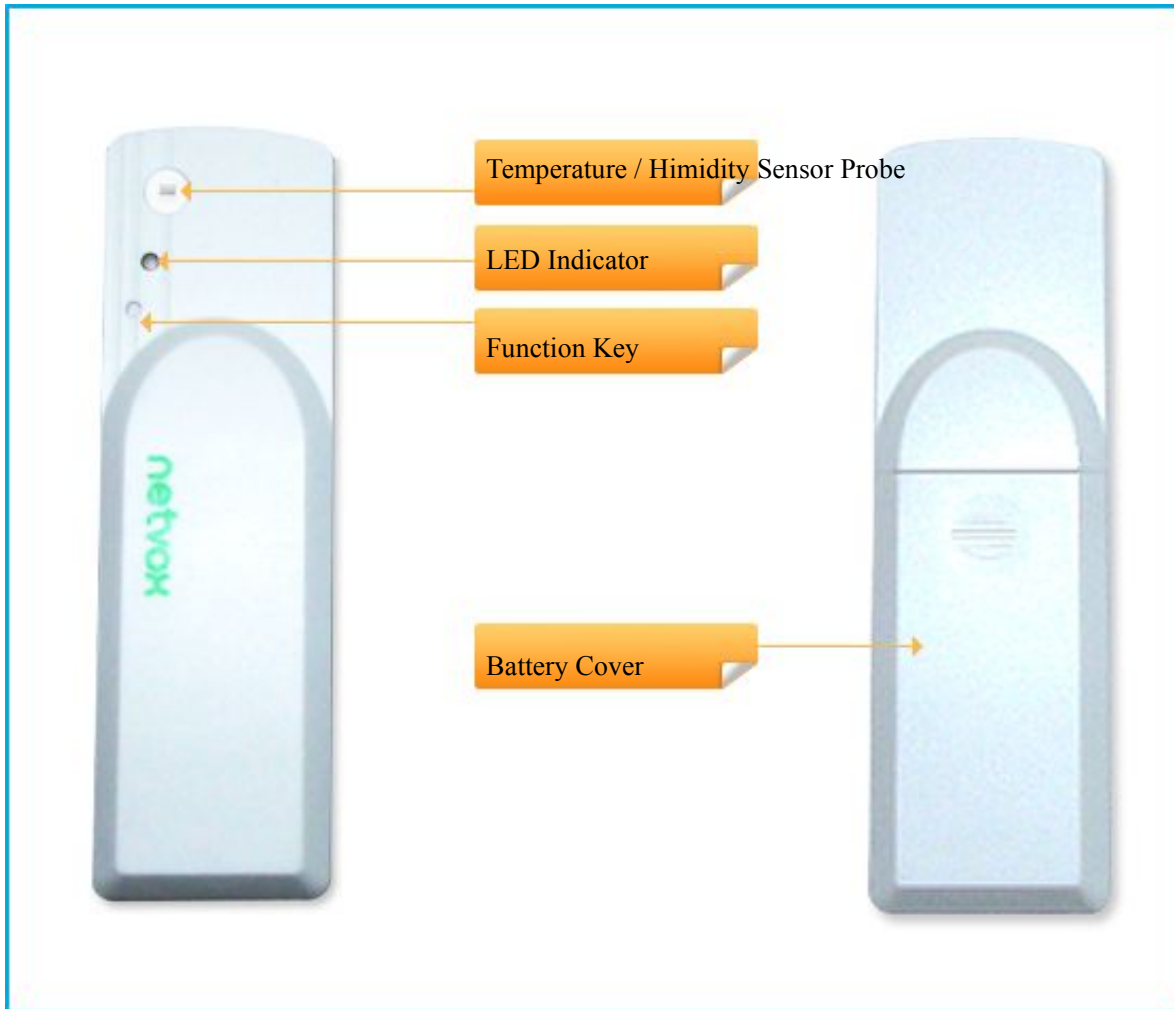 Temperature / Himidity Sensor Probe
LED Indicator
Function Key
netvox
Battery Cover